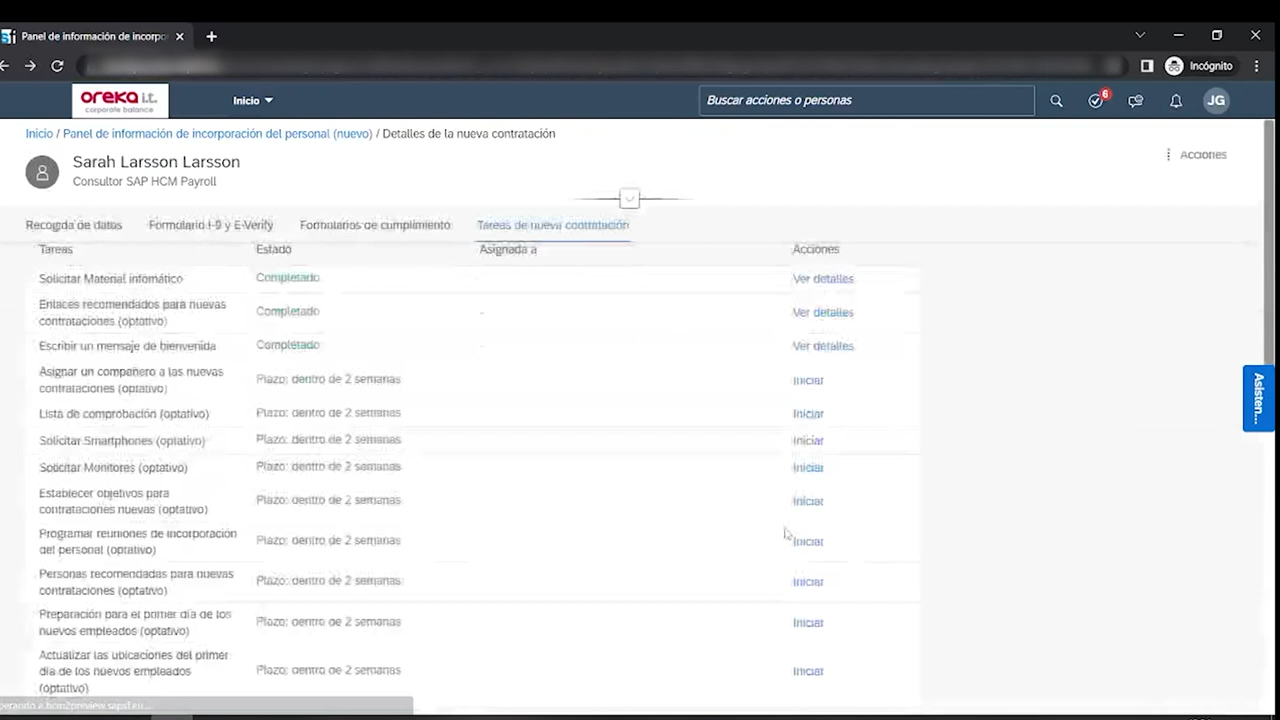 Panel de información de incorpo
Incógnito
oreka i.t.
corporate balance
Inicio
Buscar acciones o personas
6
JG
Inicio / Panel de información de incorporación del personal (nuevo) / Detalles de la nueva contratación
Sarah Larsson Larsson
Acciones
Consultor SAP HCM Payroll
Recogida de datos Formulario I-9 y E-Verify Formularios de cumplimiento Tareas de nueva contratación
Tareas Estado Asignada a Acciones
Solicitar Material infomático Completado - Ver detalles
Enlaces recomendados para nuevas
contrataciones (optativo) Completado - Ver detalles
Escribir un mensaje de bienvenida Completado - Ver detalles
Asignar un compañero a las nuevas
contrataciones (optativo) Plazo: dentro de 2 semanas Iniciar
Lista de comprobación (optativo) Plazo: dentro de 2 semanas Iniciar
Solicitar Smartphones (optativo) Plazo: dentro de 2 semanas Iniciar
Solicitar Monitores (optativo) Plazo: dentro de 2 semanas Iniciar
Establecer objetivos para
contrataciones nuevas (optativo) Plazo: dentro de 2 semanas Iniciar
Programar reuniones de incorporación
del personal (optativo) Plazo: dentro de 2 semanas Iniciar
Personas recomendadas para nuevas
contrataciones (optativo) Plazo: dentro de 2 semanas Iniciar
Preparación para el primer día de los
nuevos empleados (optativo) Plazo: dentro de 2 semanas Iniciar
Actualizar las ubicaciones del primer
día de los nuevos empleados
(optativo) Plazo: dentro de 2 semanas Iniciar
Asisten...